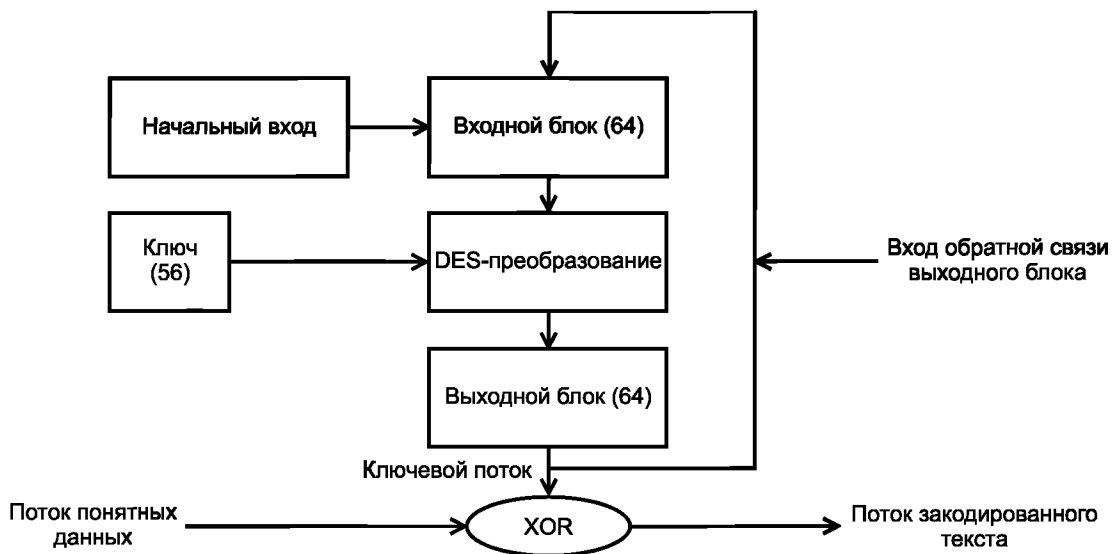 Начальный вход
Входной блок (64)
Ключ
(56)
DES-преобразование
Вход обратной связи
выходного блока
Выходной блок (64)
Ключевой поток
Поток понятных
данных
XOR
Поток закодированного
текста